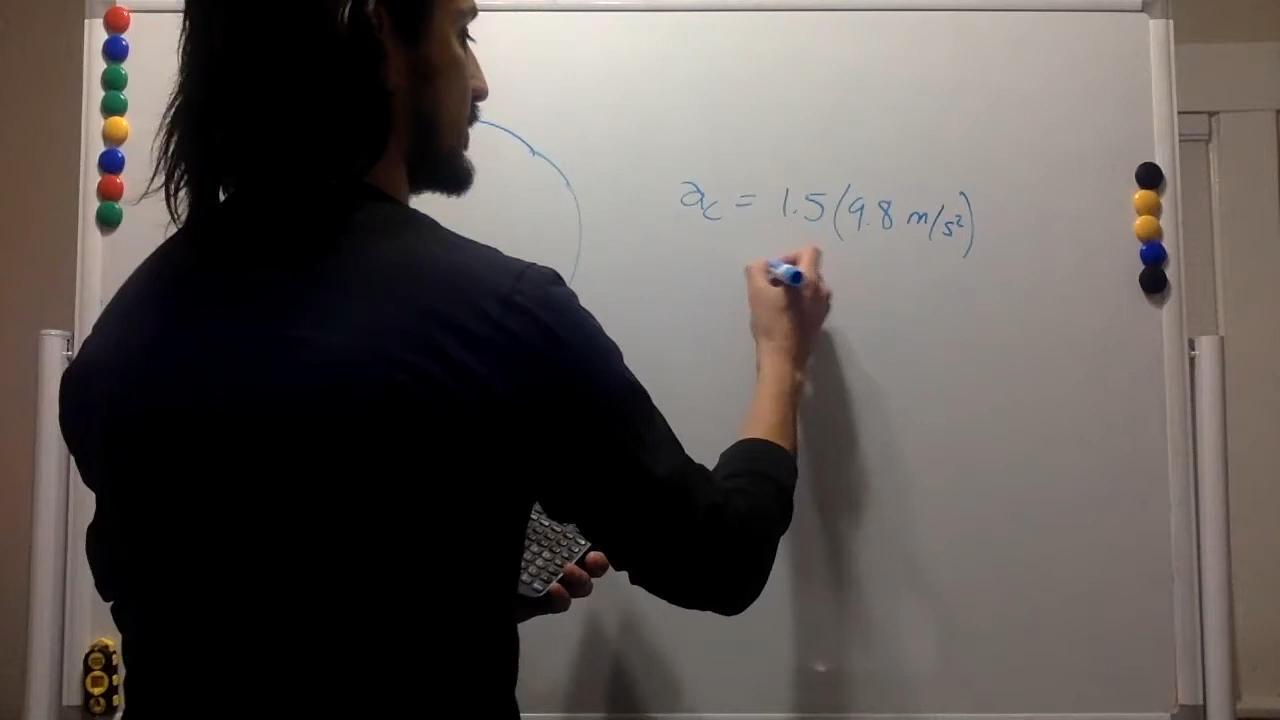 a_c = 1.5(9.8 m/s²)